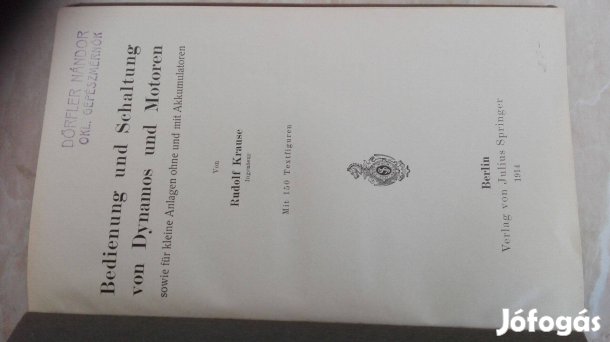 DÖRFLER NÁNDOR
OKL. GÉPÉSZMÉRNÖK
Bedienung und Schaltung
von Dynamos und Motoren
sowie für kleine Anlagen ohne und mit Akkumulatoren
Von
Rudolf Krause
Ingenieur
Mit 150 Textfiguren
Berlin
Verlag von Julius Springer
1914
Jófogás